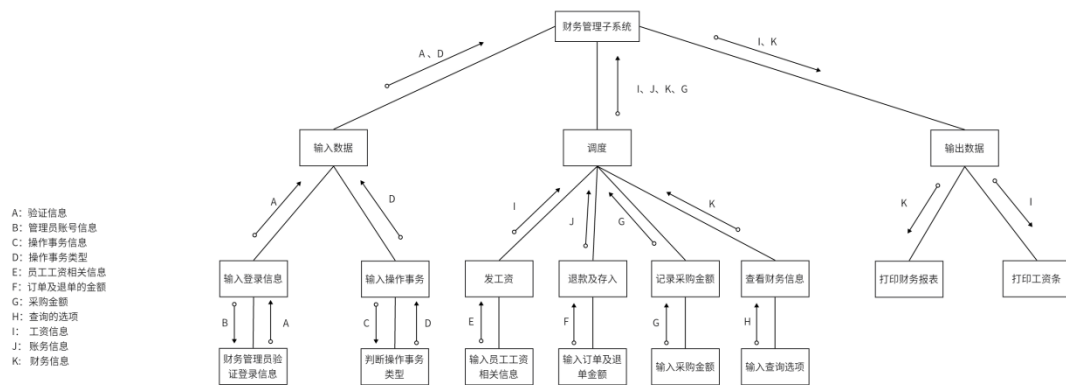 财务管理子系统
A 、D
I、K
I、J、K、G
输入数据
调度
输出数据
A
D
I
J
G
K
K
I
A：验证信息
B：管理员账号信息
C：操作事务信息
D：操作事务类型
E：员工工资相关信息
F：订单及退单的金额
G：采购金额
H：查询的选项
I： 工资信息
J： 账务信息
K: 财务信息
输入登录信息
输入操作事务
发工资
退款及存入
记录采购金额
查看财务信息
打印财务报表
打印工资条
B
A
C
D
E
F
G
H
财务管理员验
证登录信息
判断操作事务
类型
输入员工工资
相关信息
输入订单及退
单金额
输入采购金额
输入查询选项